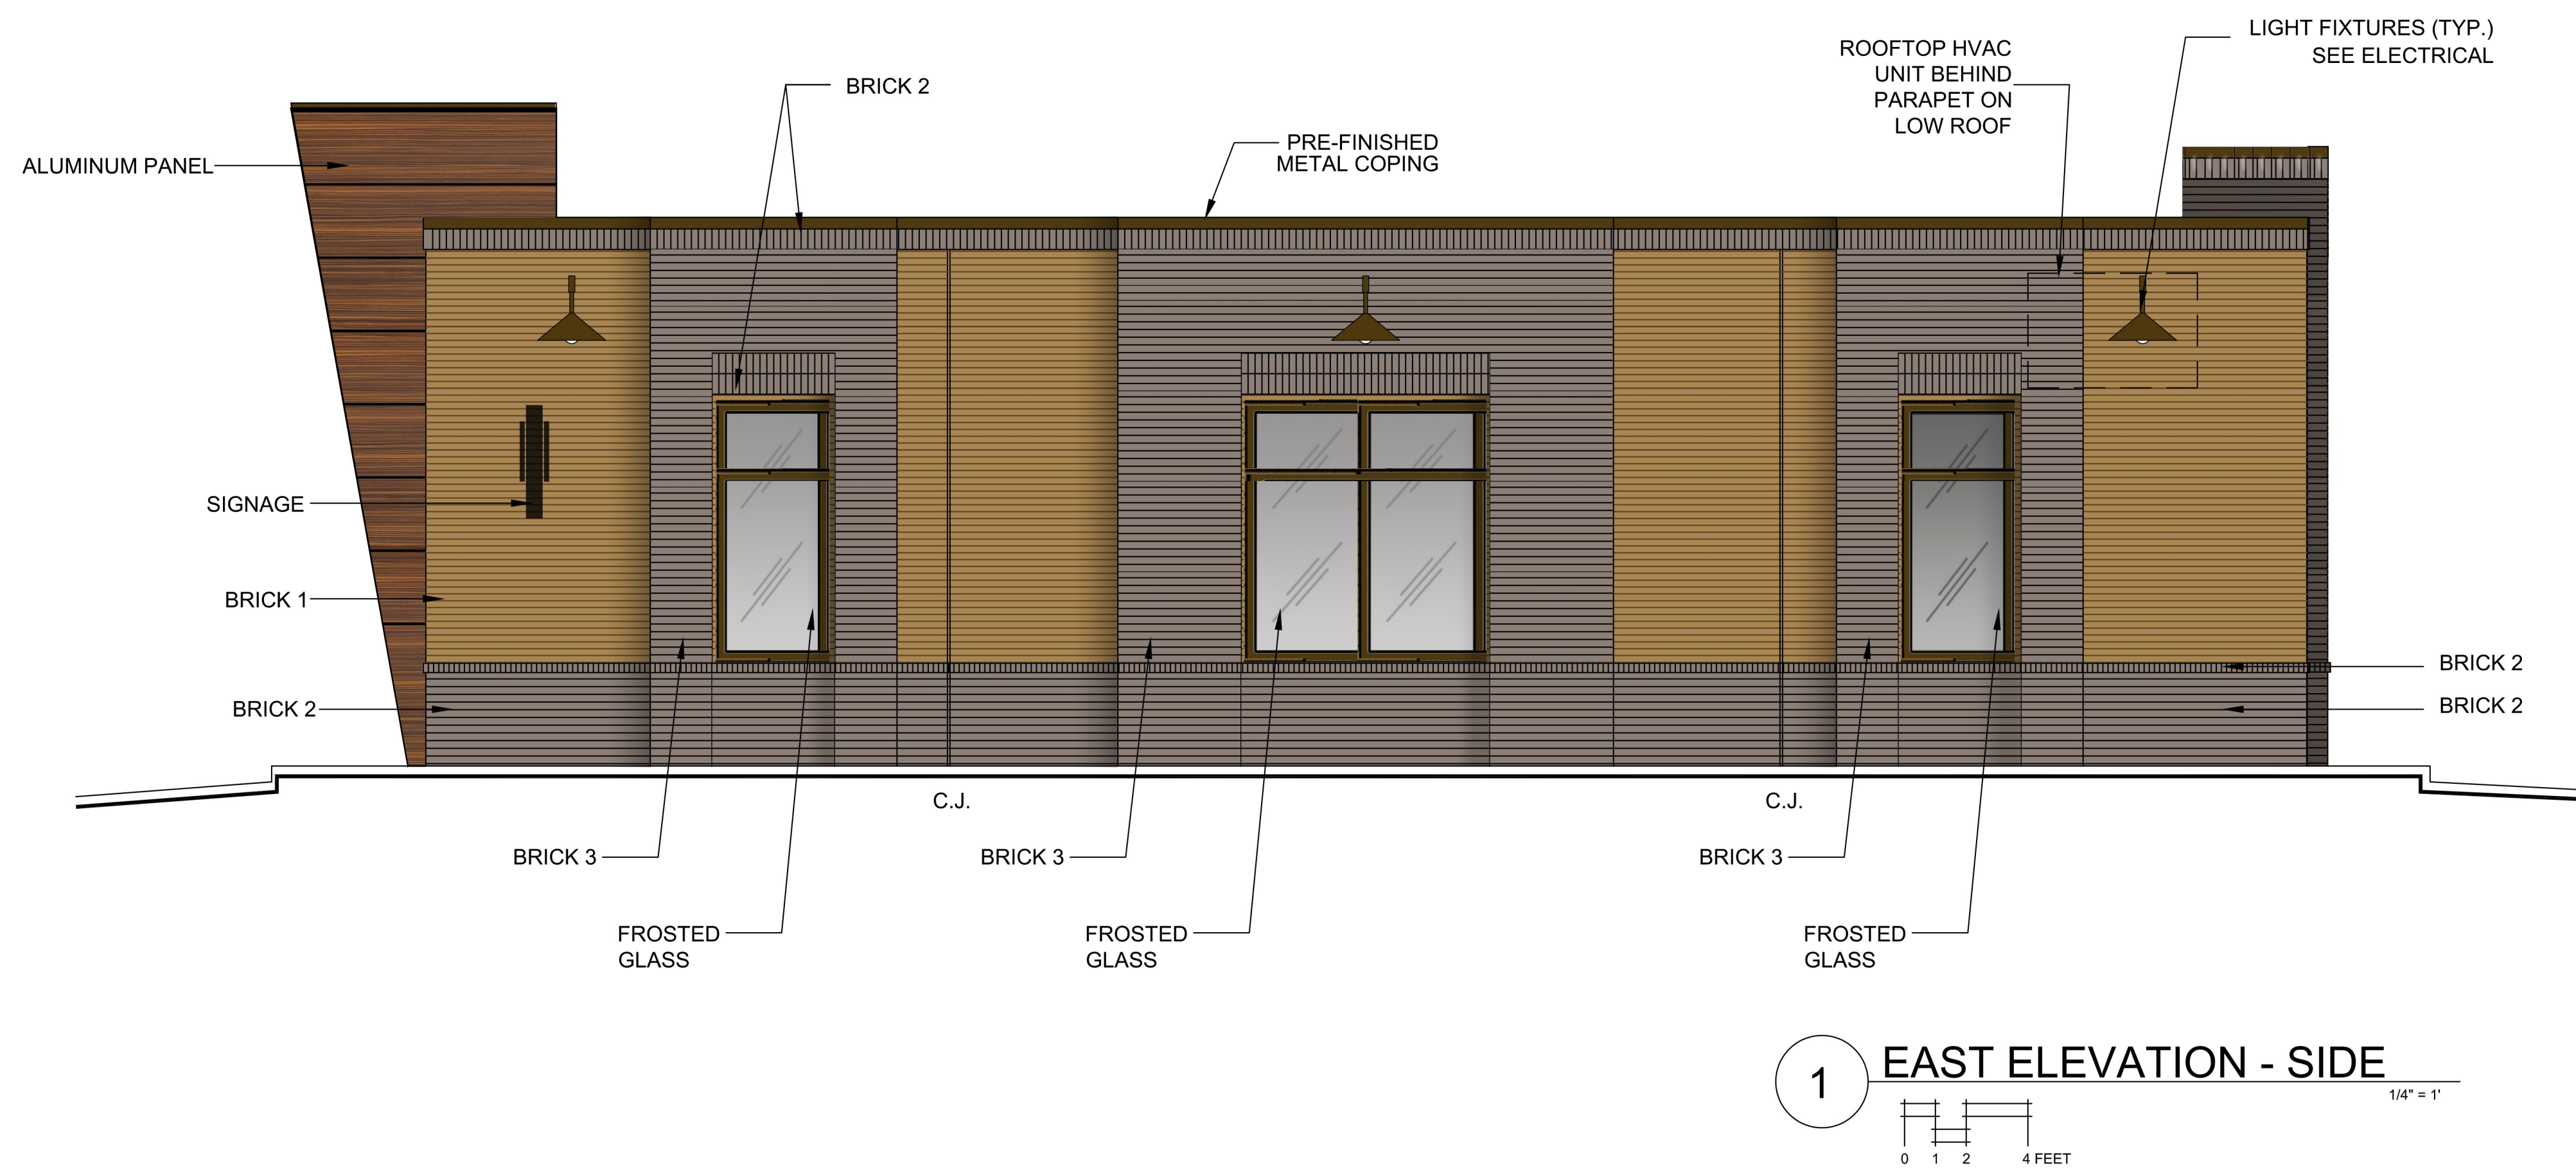 LIGHT FIXTURES (TYP.)
SEE ELECTRICAL
ROOFTOP HVAC
UNIT BEHIND
PARAPET ON
LOW ROOF
BRICK 2
PRE-FINISHED
METAL COPING
ALUMINUM PANEL
SIGNAGE
BRICK 1
BRICK 2
BRICK 2
BRICK 2
C.J.
C.J.
BRICK 3
BRICK 3
BRICK 3
FROSTED
GLASS
FROSTED
GLASS
FROSTED
GLASS
1
EAST ELEVATION - SIDE
1/4" = 1'
0 1 2 4 FEET